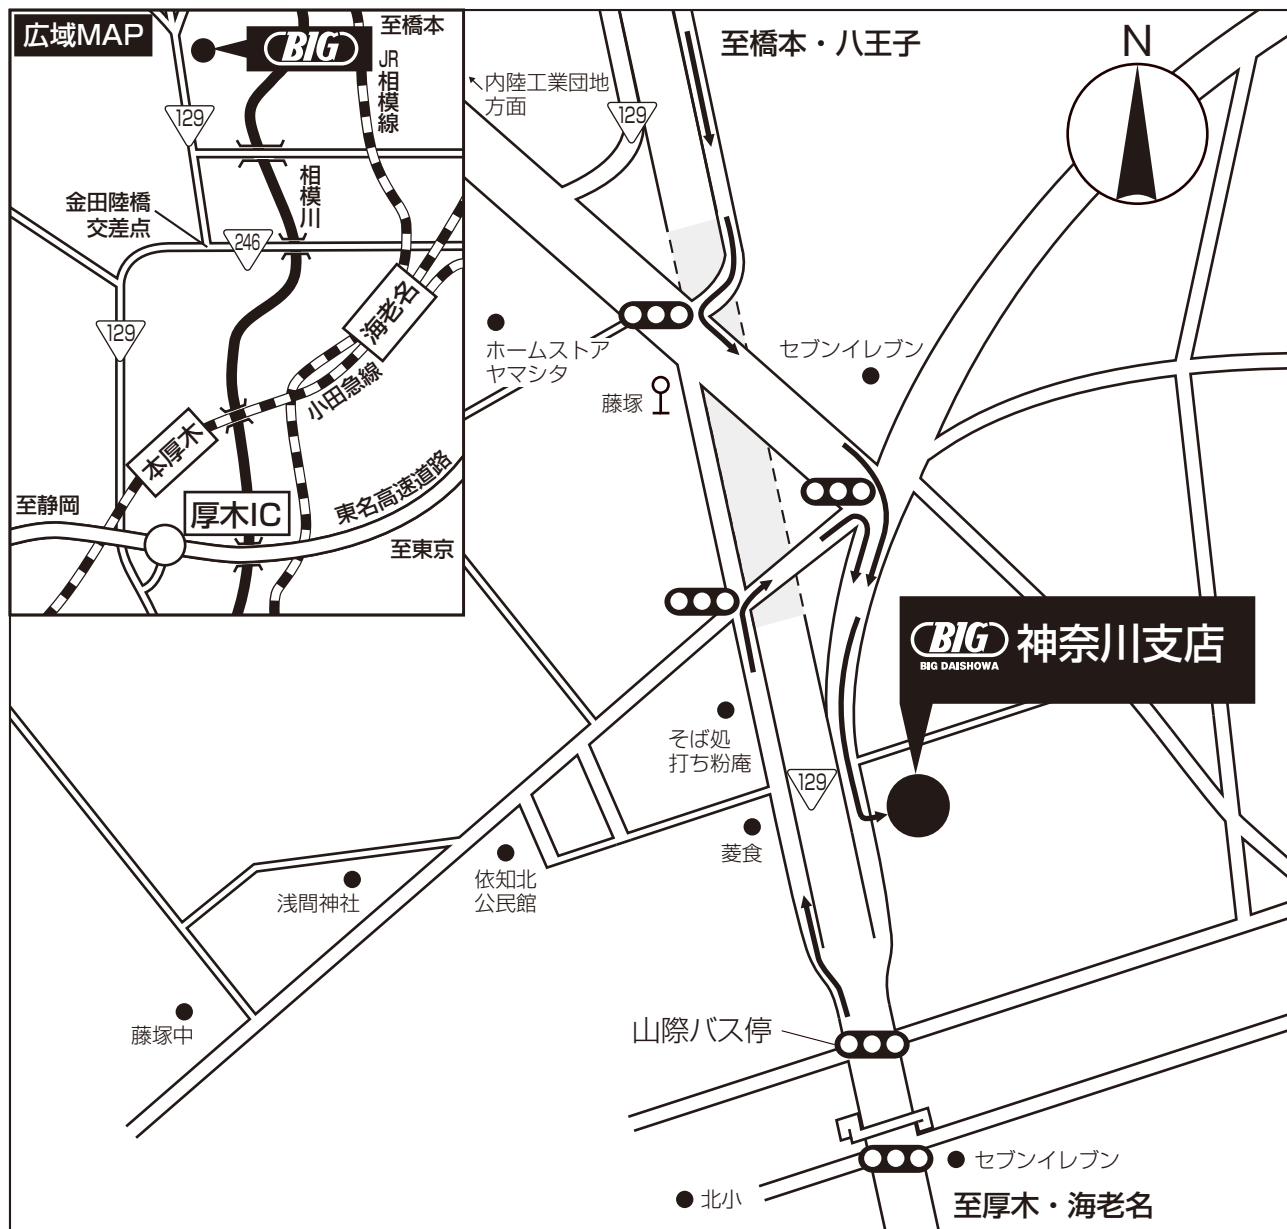 広域MAP
BIG
至橋本
JR相模線
129
相模川
金田陸橋
交差点
246
129
海老名
小田急線
本厚木
至静岡
厚木IC
東名高速道路
至東京
至橋本・八王子
N
内陸工業団地
方面
129
ホームストア
ヤマシタ
セブンイレブン
藤塚
BIG
BIG DAISHOWA
神奈川支店
そば処
打ち粉庵
129
菱食
依知北
公民館
浅間神社
藤塚中
山際バス停
セブンイレブン
北小
至厚木・海老名